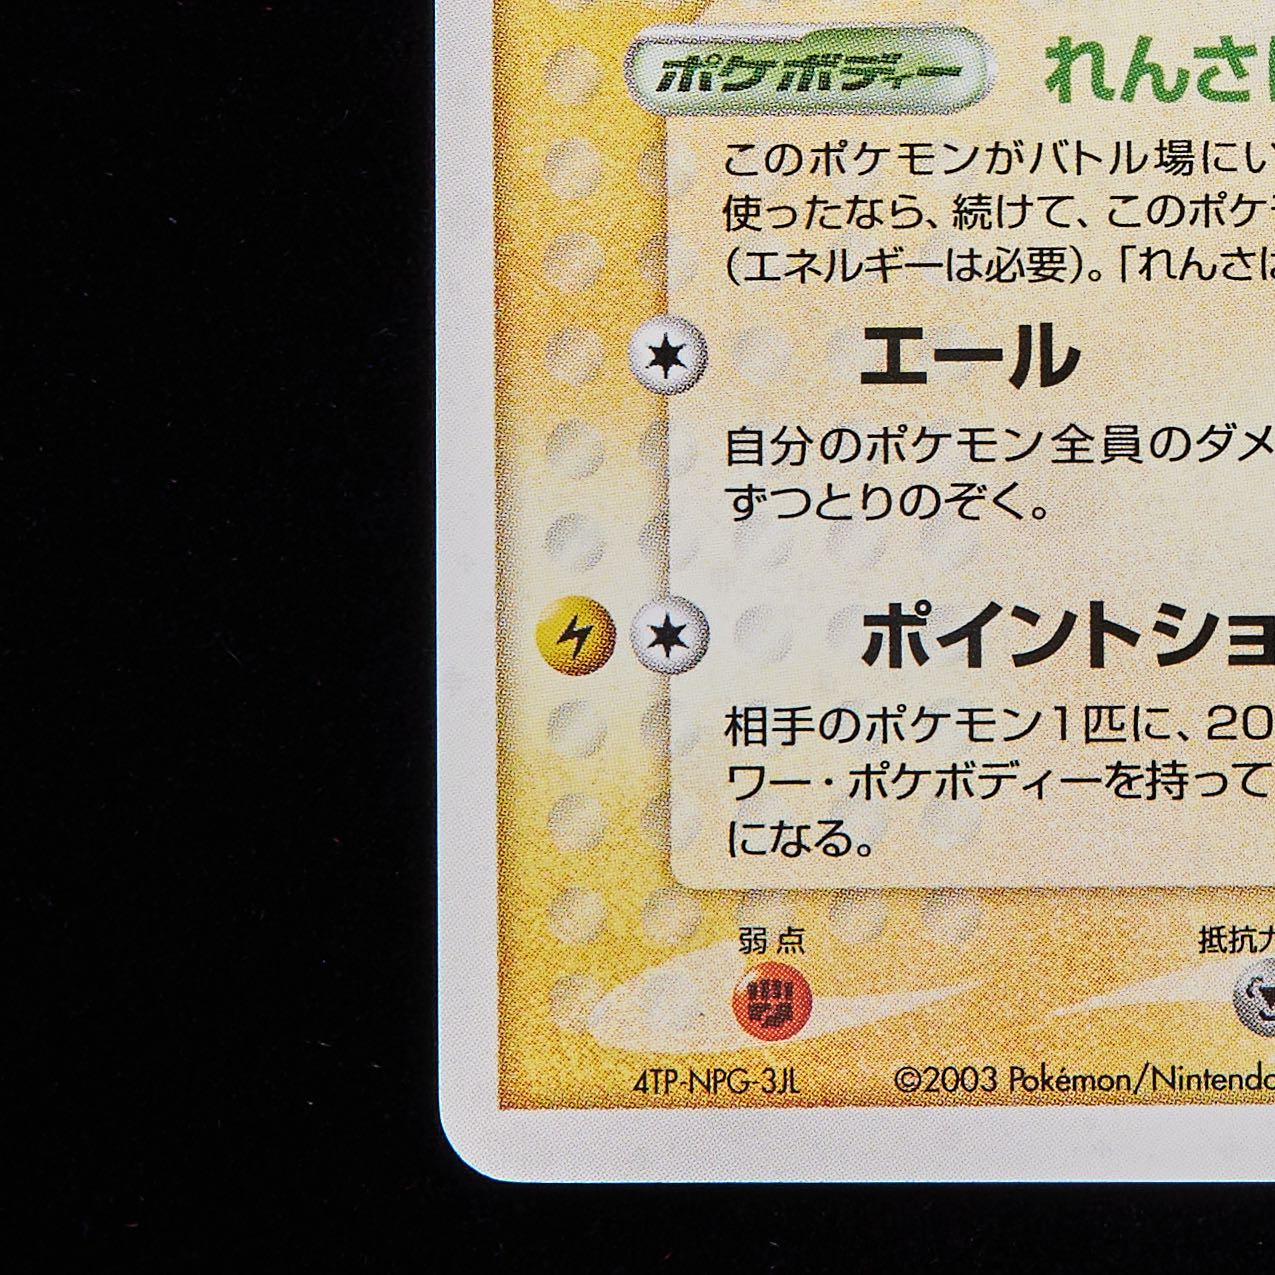 ポケボディー れんさ
このポケモンがバトル場にい
使ったなら、続けて、このポケモ
(エネルギーは必要)。「れんさは
エール
自分のポケモン全員のダメ
ずつとりのぞく。
ポイントショ
相手のポケモン1匹に、20
ワー・ポケボディーを持って
になる。
弱点 抵抗力
4TP-NPG-3JL ©2003 Pokémon/Nintendo